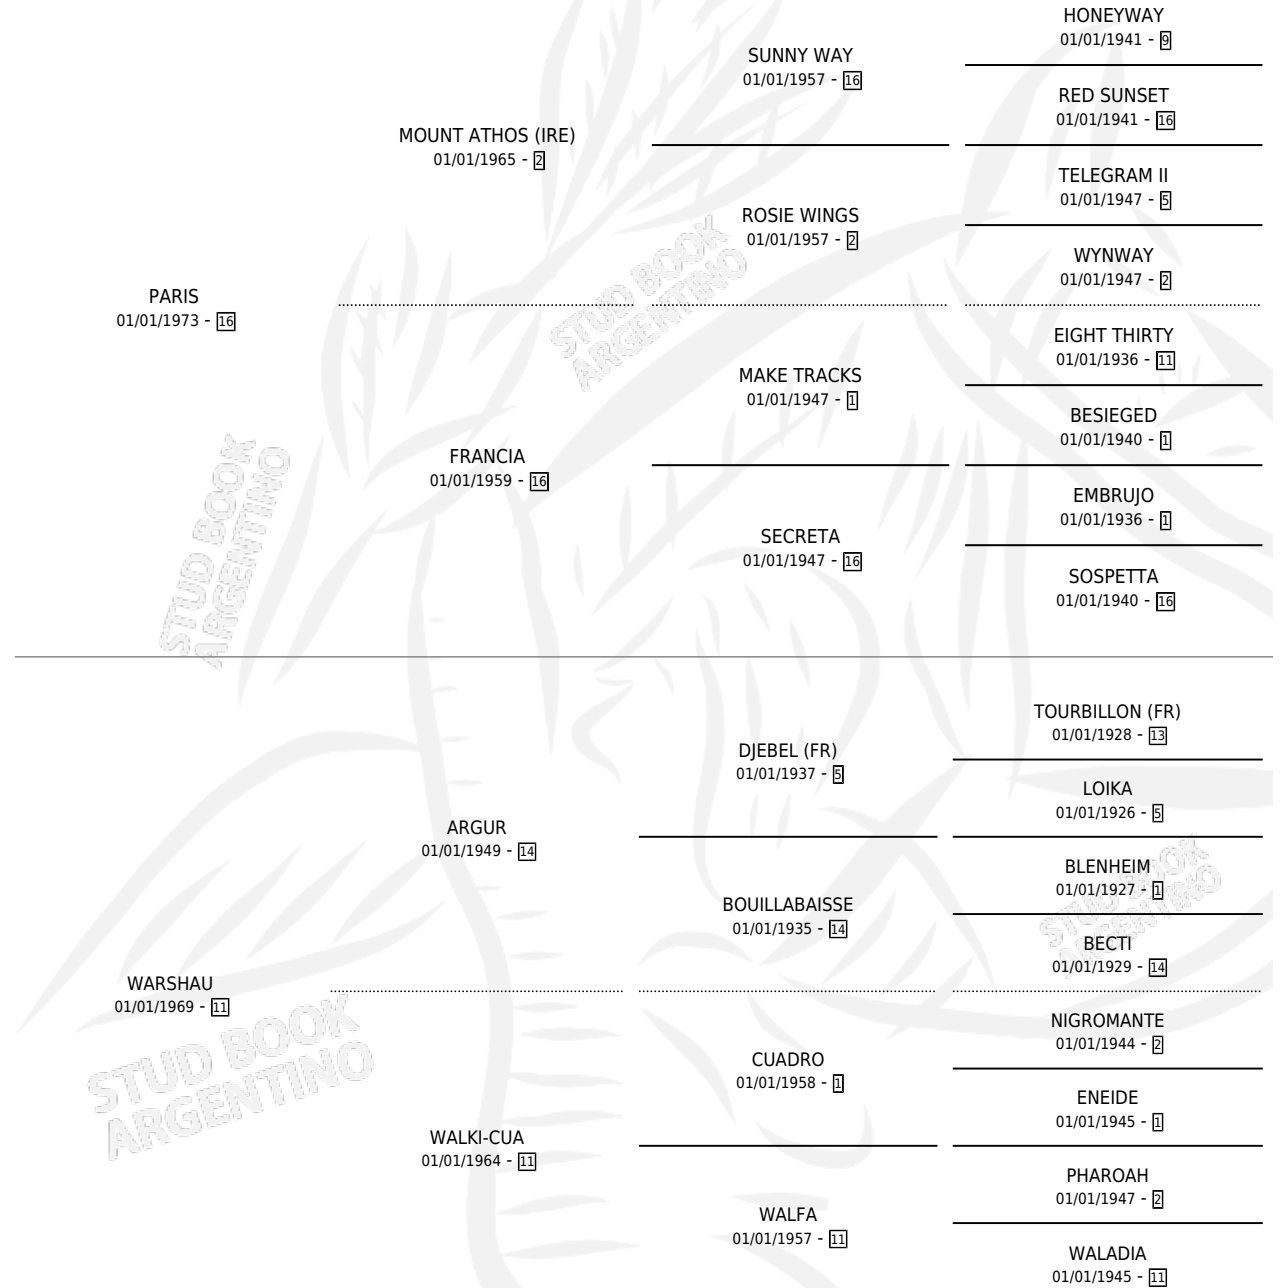 HONEYWAY
01/01/1941 - 9
SUNNY WAY
01/01/1957 - 16
RED SUNSET
01/01/1941 - 16
MOUNT ATHOS (IRE)
01/01/1965 - 2
TELEGRAM II
01/01/1947 - 5
ROSIE WINGS
01/01/1957 - 2
WYNWAY
01/01/1947 - 2
PARIS
01/01/1973 - 16
STUD BOOK
ARGENTINO
EIGHT THIRTY
01/01/1936 - 11
MAKE TRACKS
01/01/1947 - 1
BESIEGED
01/01/1940 - 1
FRANCIA
01/01/1959 - 16
EMBRUJO
01/01/1936 - 1
SECRETA
01/01/1947 - 16
SOSPETTA
01/01/1940 - 16
STUD BOOK
ARGENTINO
TOURBILLON (FR)
01/01/1928 - 13
DJEBEL (FR)
01/01/1937 - 5
LOIKA
01/01/1926 - 5
ARGUR
01/01/1949 - 14
BLENHEIM
01/01/1927 - 1
BOUILLABAISSE
01/01/1935 - 14
STUD BOOK
ARGENTINO
BECTI
01/01/1929 - 14
WARSHAU
01/01/1969 - 11
NIGROMANTE
01/01/1944 - 2
CUADRO
01/01/1958 - 1
STUD BOOK
ARGENTINO
ENEIDE
01/01/1945 - 1
WALKI-CUA
01/01/1964 - 11
PHAROAH
01/01/1947 - 2
WALFA
01/01/1957 - 11
WALADIA
01/01/1945 - 11